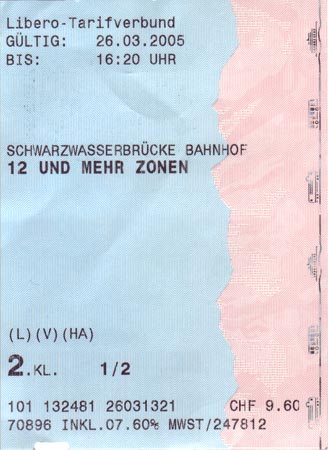 Libero-Tarifverbund
GÜLTIG: 26.03.2005
BIS: 16:20 UHR
SCHWARZWASSERBRÜCKE BAHNHOF
12 UND MEHR ZONEN
(L)(V)(HA)
2.KL. 1/2
101 132481 26031321 CHF 9.60
70896 INKL.07.60% MWST/247812